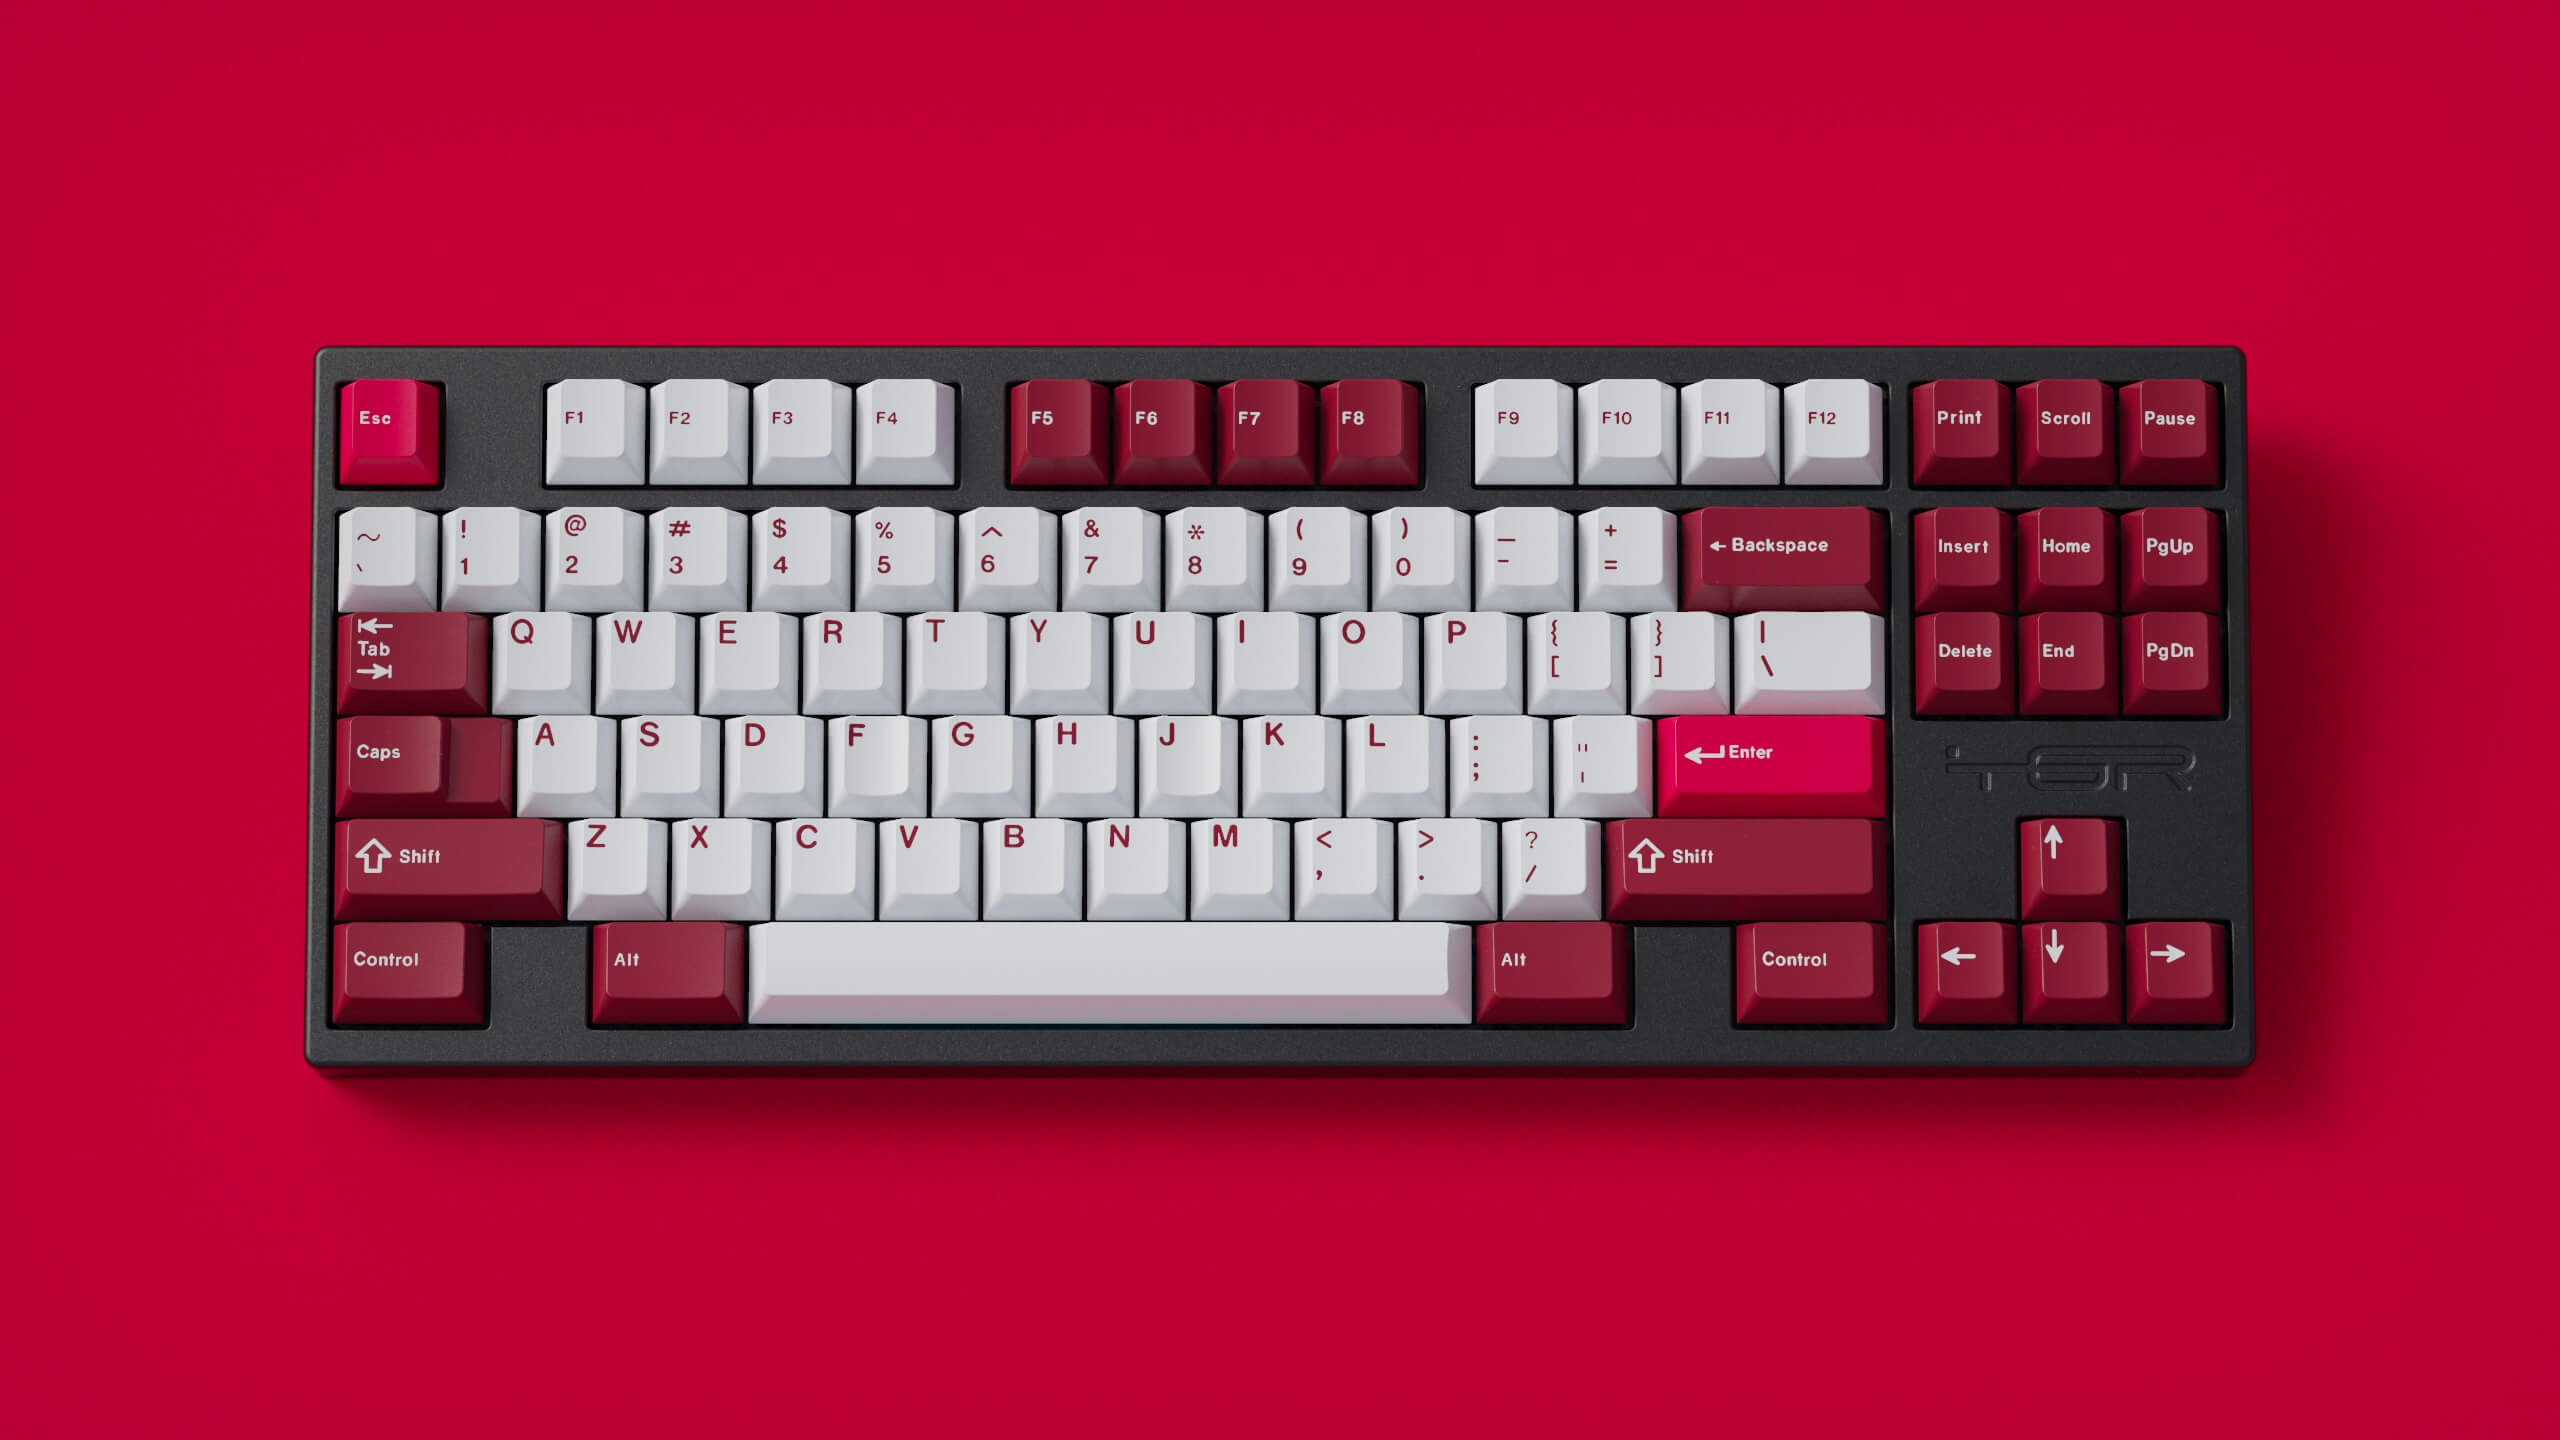 Esc F1 F2 F3 F4 F5 F6 F7 F8 F9 F10 F11 F12 Print Scroll Pause
~ ! @ # $ % ^ & * ( ) _ +
` 1 2 3 4 5 6 7 8 9 0 - = ← Backspace Insert Home PgUp
⇤
Tab
⇥
Q W E R T Y U I O P { } |
[ ] \ Delete End PgDn
Caps A S D F G H J K L : " ↵ Enter
; '
TGR
⇧ Shift Z X C V B N M < > ? ⇧ Shift ↑
, . /
Control Alt Alt Control ← ↓ →